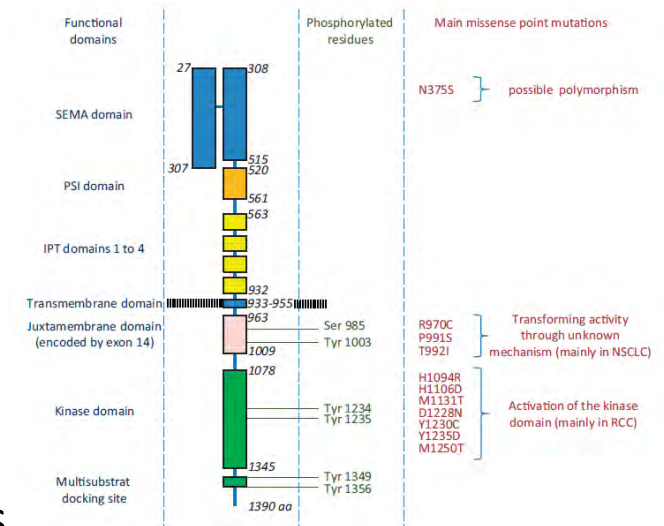 Functional
domains
Phosphorylated
residues
Main missense point mutations
27
308
N375S
possible polymorphism
SEMA domain
515
307
520
PSI domain
561
563
IPT domains 1 to 4
932
Transmembrane domain
933-955
963
Juxtamembrane domain
(encoded by exon 14)
Ser 985
Tyr 1003
1009
R970C
P991S
T992I
Transforming activity
through unknown
mechanism (mainly in NSCLC)
1078
Kinase domain
Tyr 1234
Tyr 1235
H1094R
H1106D
M1131T
D1228N
Y1230C
Y1235D
M1250T
Activation of the kinase
domain (mainly in RCC)
1345
Multisubstrat
docking site
Tyr 1349
Tyr 1356
1390 aa